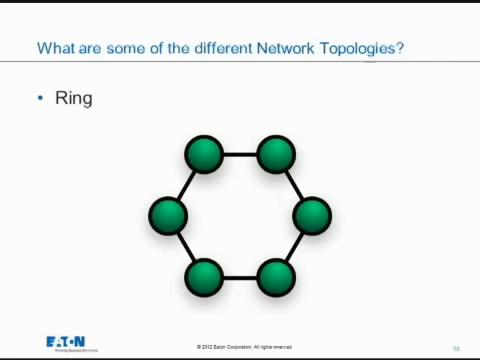 What are some of the different Network Topologies?
• Ring
EATON
Powering Business Worldwide
© 2012 Eaton Corporation. All rights reserved.
10